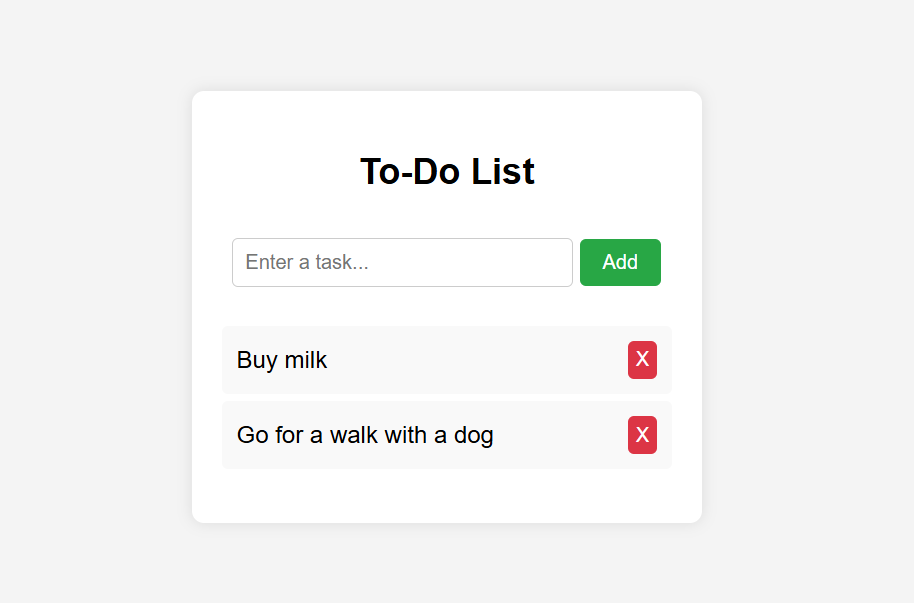 To-Do List
Enter a task... Add
Buy milk X
Go for a walk with a dog X